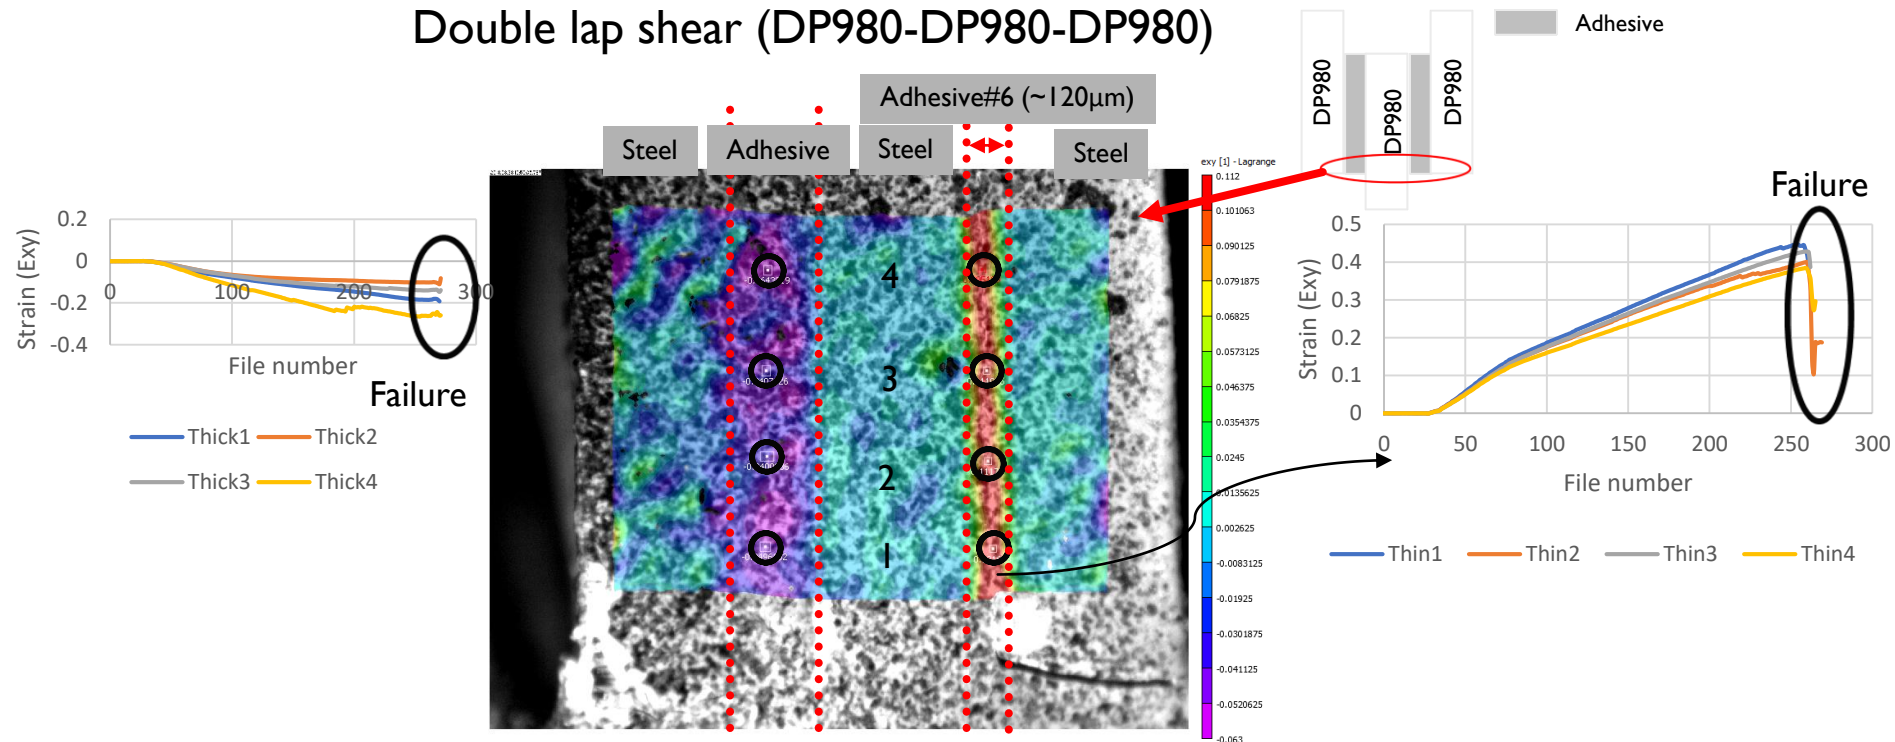 Double lap shear (DP980-DP980-DP980)
DP980
DP980
DP980
Adhesive
Adhesive#6 (~120µm)
Steel
Adhesive
Steel
Steel
exy [1] - Lagrange
0.112
0.101063
0.090125
0.0791875
0.06825
0.0573125
0.046375
0.0354375
0.0245
0.0135625
0.002625
-0.0083125
-0.01925
-0.0301875
-0.041125
-0.0520625
-0.063
4
3
2
1
Strain (Exy)
0.2
0
-0.2
-0.4
0
100
200
300
File number
Failure
Thick1
Thick2
Thick3
Thick4
Failure
Strain (Exy)
0.5
0.4
0.3
0.2
0.1
0
0
50
100
150
200
250
300
File number
Thin1
Thin2
Thin3
Thin4